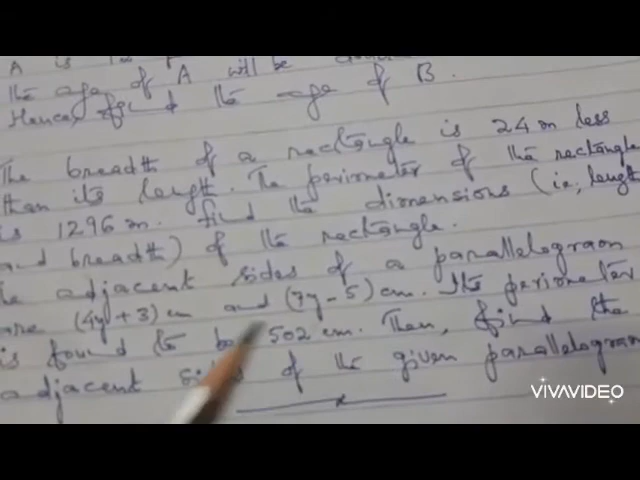 A is
the age of A will be
Hence, find the age of B.
The breadth of a rectangle is 24 m less
than its length. The perimeter of the rectangle
is 1296 m. find the dimensions (ie; length
and breadth) of the rectangle.
adjacent sides of a parallelogram
are (4y+3) cm and (7y-5) cm. Its perimeter
is found to be 502 cm. Then, find the
adjacent sides of the given parallelogram
VIVAVIDEO